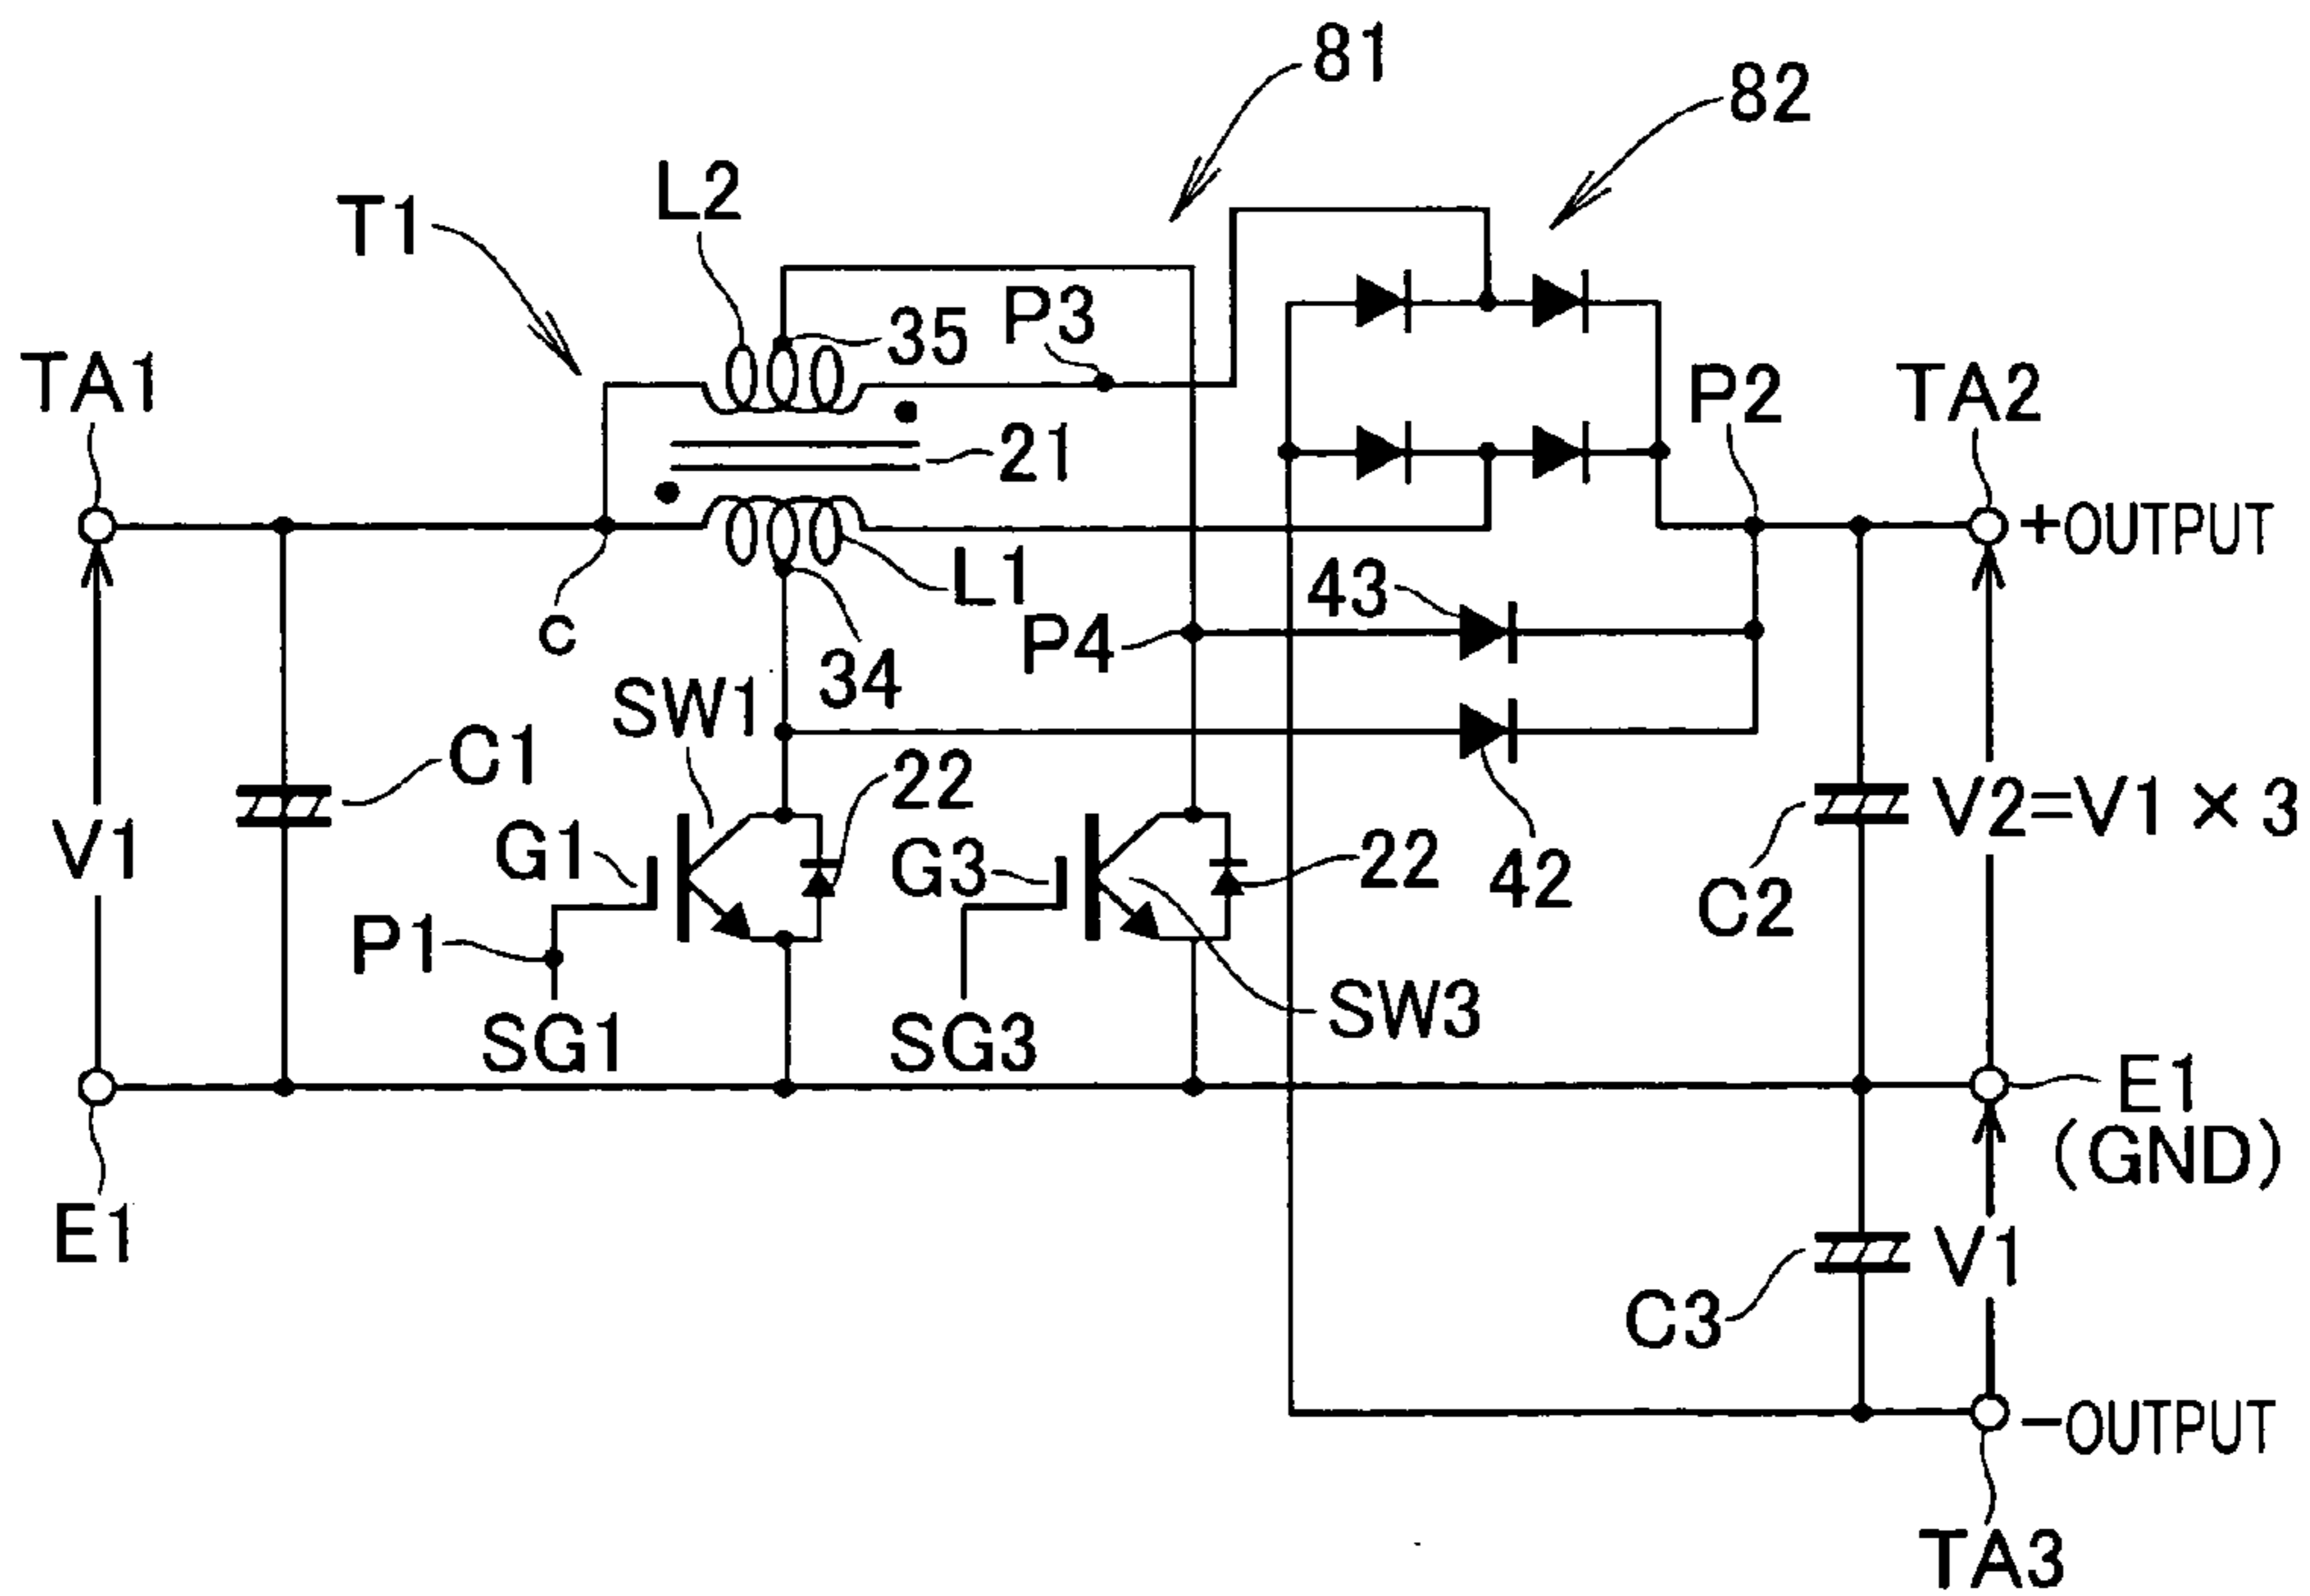 81
82
L2
T1
35
P3
TA1
P2
TA2
21
+OUTPUT
L1
43
c
P4
34
SW1
C1
22
V1
G1
G3
22
42
C2
V2=V1×3
P1
SW3
SG1
SG3
E1
(GND)
E1
V1
C3
-OUTPUT
TA3